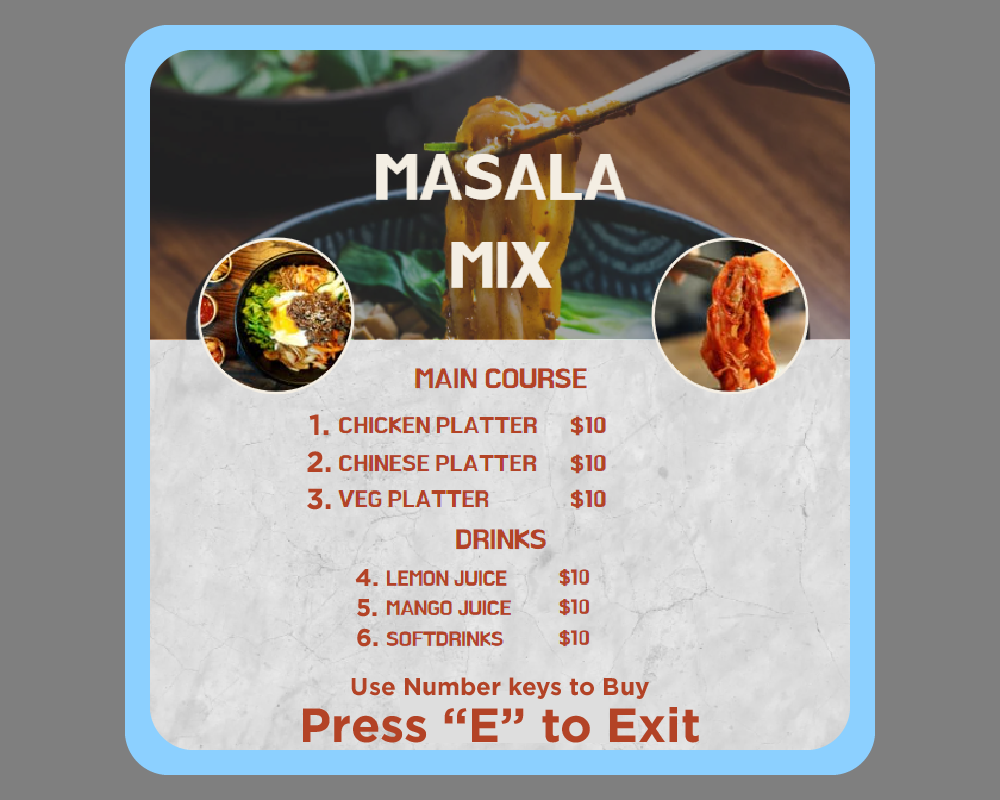 MASALA
MIX
MAIN COURSE
1. CHICKEN PLATTER $10
2. CHINESE PLATTER $10
3. VEG PLATTER $10
DRINKS
4. LEMON JUICE $10
5. MANGO JUICE $10
6. SOFTDRINKS $10
Use Number keys to Buy
Press “E” to Exit